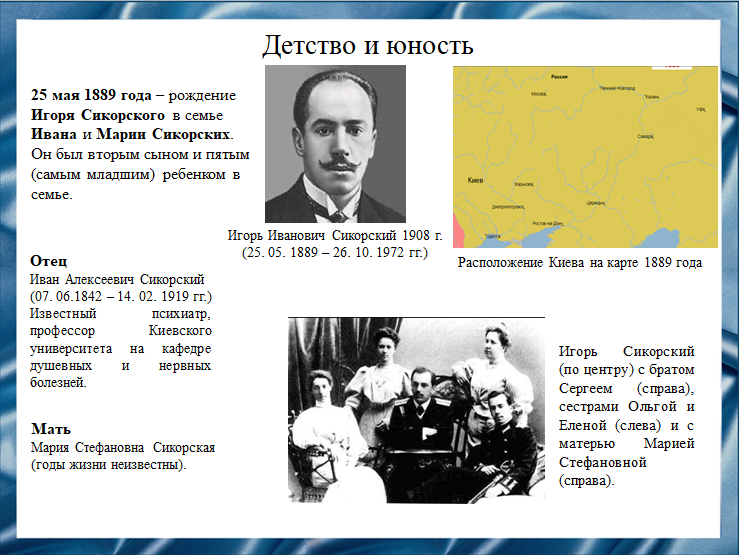 Детство и юность
25 мая 1889 года – рождение
Игоря Сикорского в семье
Ивана и Марии Сикорских.
Он был вторым сыном и пятым
(самым младшим) ребенком в
семье.
Игорь Иванович Сикорский 1908 г.
(25. 05. 1889 – 26. 10. 1972 гг.)
Россия
Москва
Нижний Новгород
Казань
Уфа
Самара
Киев
Харьков
Днепропетровск
Царицын
Ростов-на-Дону
Одесса
Расположение Киева на карте 1889 года
Отец
Иван Алексеевич Сикорский
(07. 06.1842 – 14. 02. 1919 гг.)
Известный психиатр,
профессор Киевского
университета на кафедре
душевных и нервных
болезней.
Мать
Мария Стефановна Сикорская
(годы жизни неизвестны).
Игорь Сикорский
(по центру) с братом
Сергеем (справа),
сестрами Ольгой и
Еленой (слева) и с
матерью Марией
Стефановной
(справа).